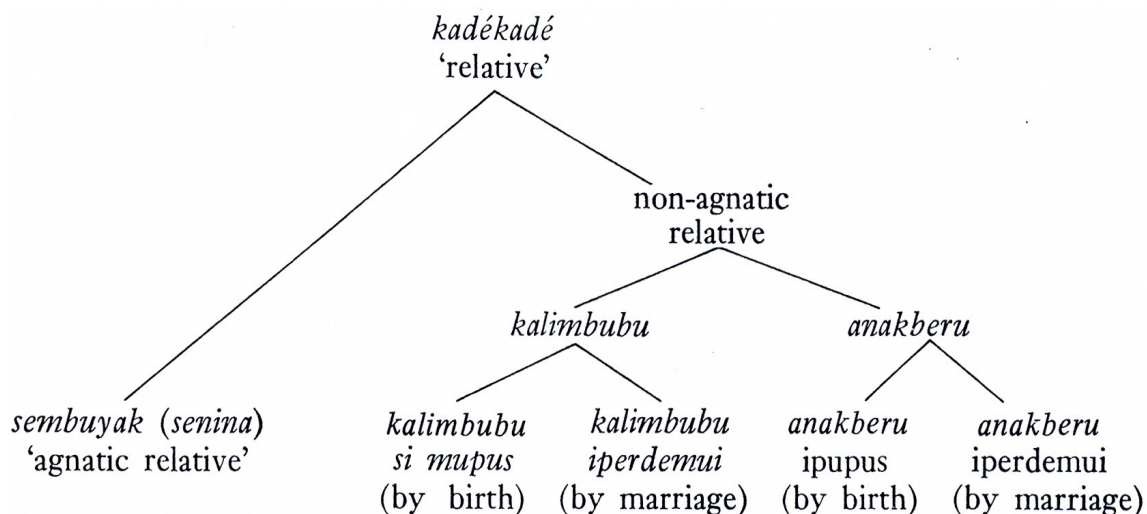 kadékadé
‘relative’
non-agnatic
relative
kalimbubu
anakberu
sembuyak (senina)
‘agnatic relative’
kalimbubu
si mupus
(by birth)
kalimbubu
iperdemui
(by marriage)
anakberu
ipupus
(by birth)
anakberu
iperdemui
(by marriage)